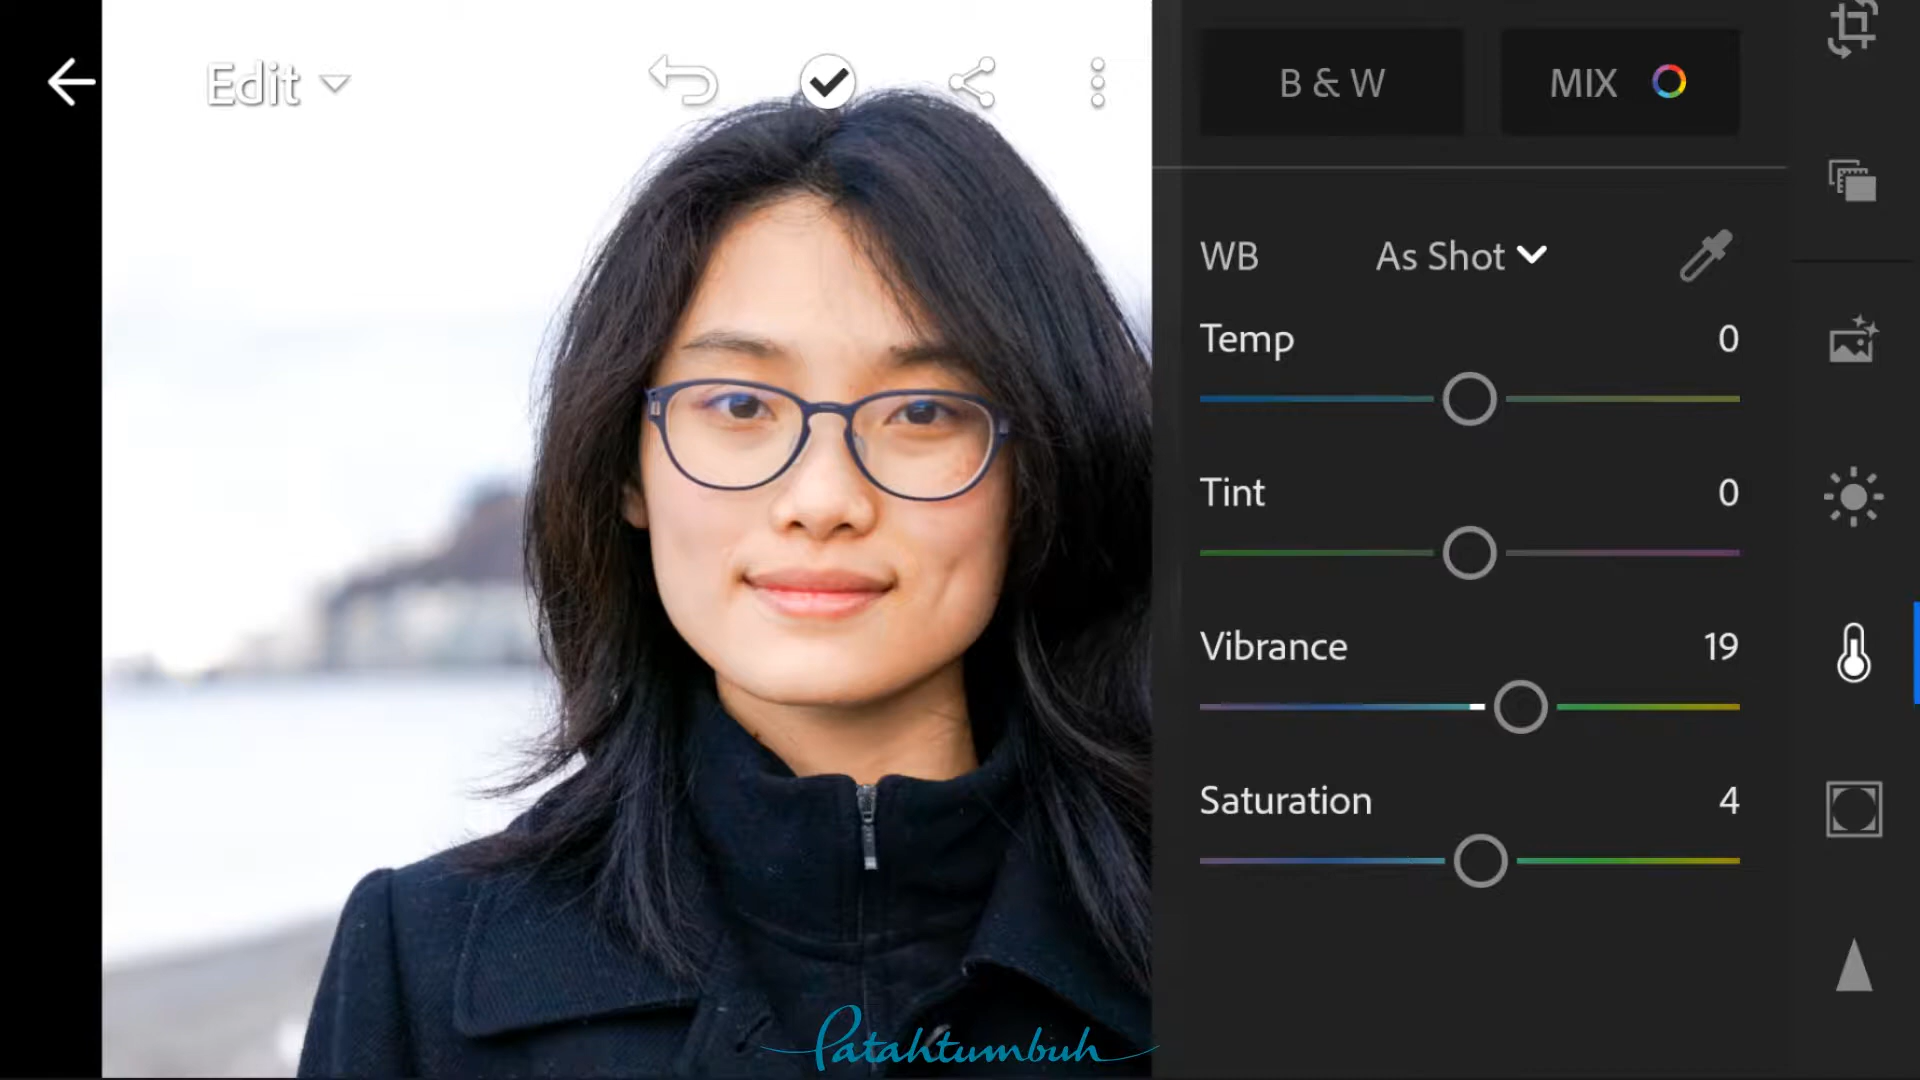 Edit
B & W
MIX
WB
As Shot
Temp
0
Tint
0
Vibrance
19
Saturation
4
Patahtumbuh